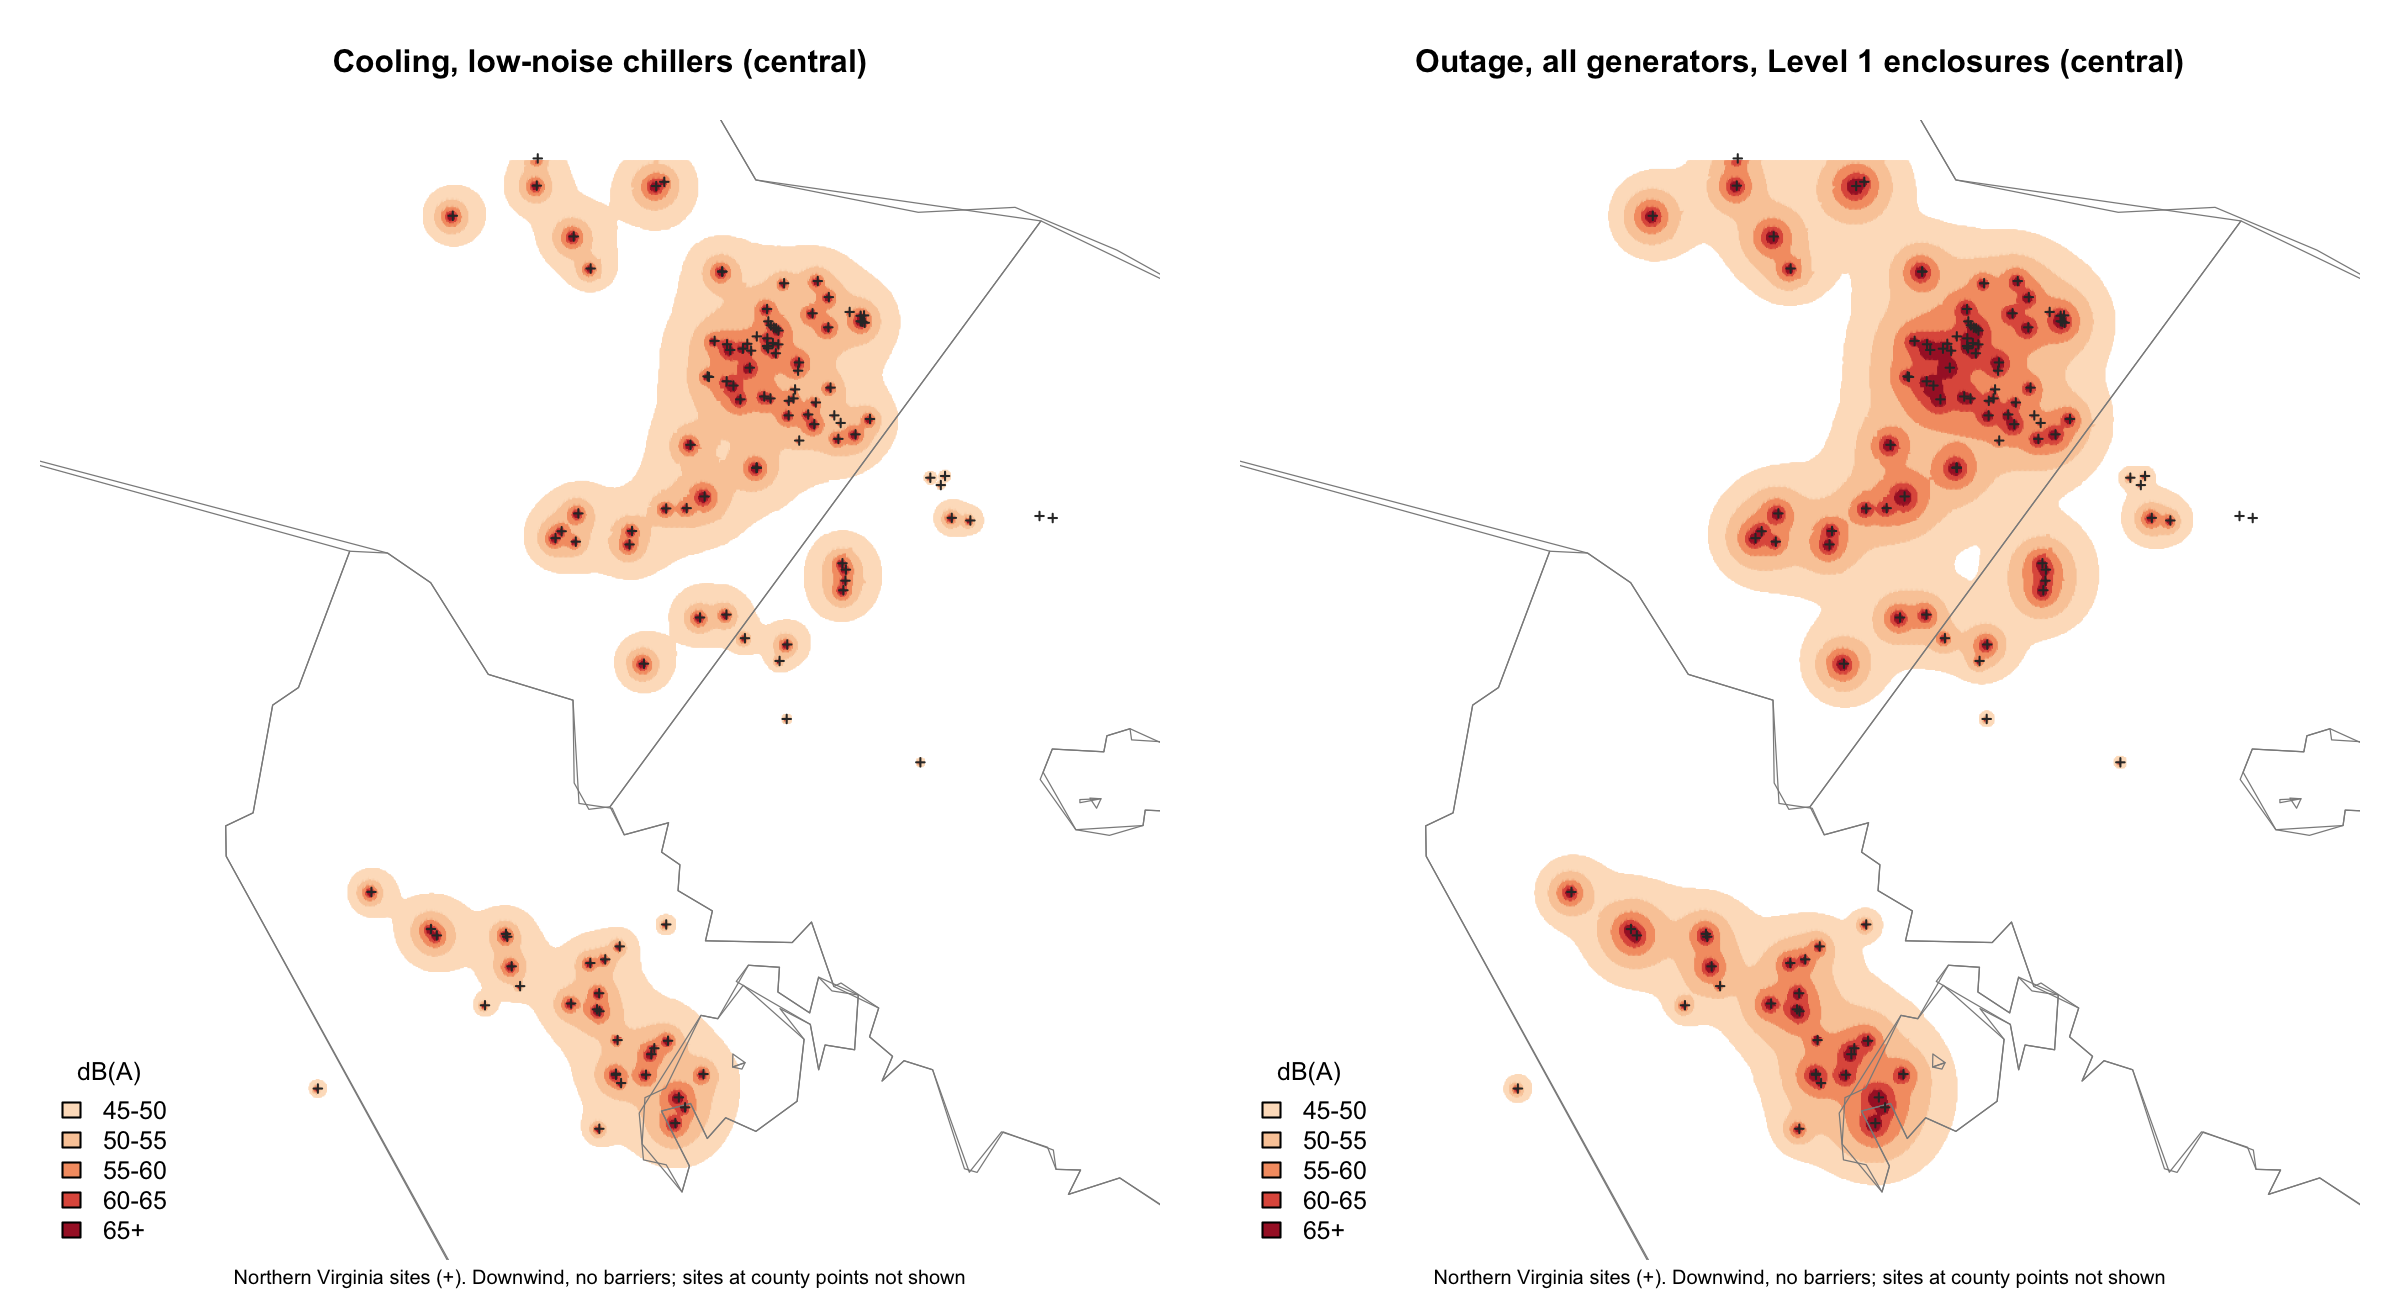 Cooling, low-noise chillers (central)
dB(A)
45-50
50-55
55-60
60-65
65+
Northern Virginia sites (+). Downwind, no barriers; sites at county points not shown
Outage, all generators, Level 1 enclosures (central)
dB(A)
45-50
50-55
55-60
60-65
65+
Northern Virginia sites (+). Downwind, no barriers; sites at county points not shown